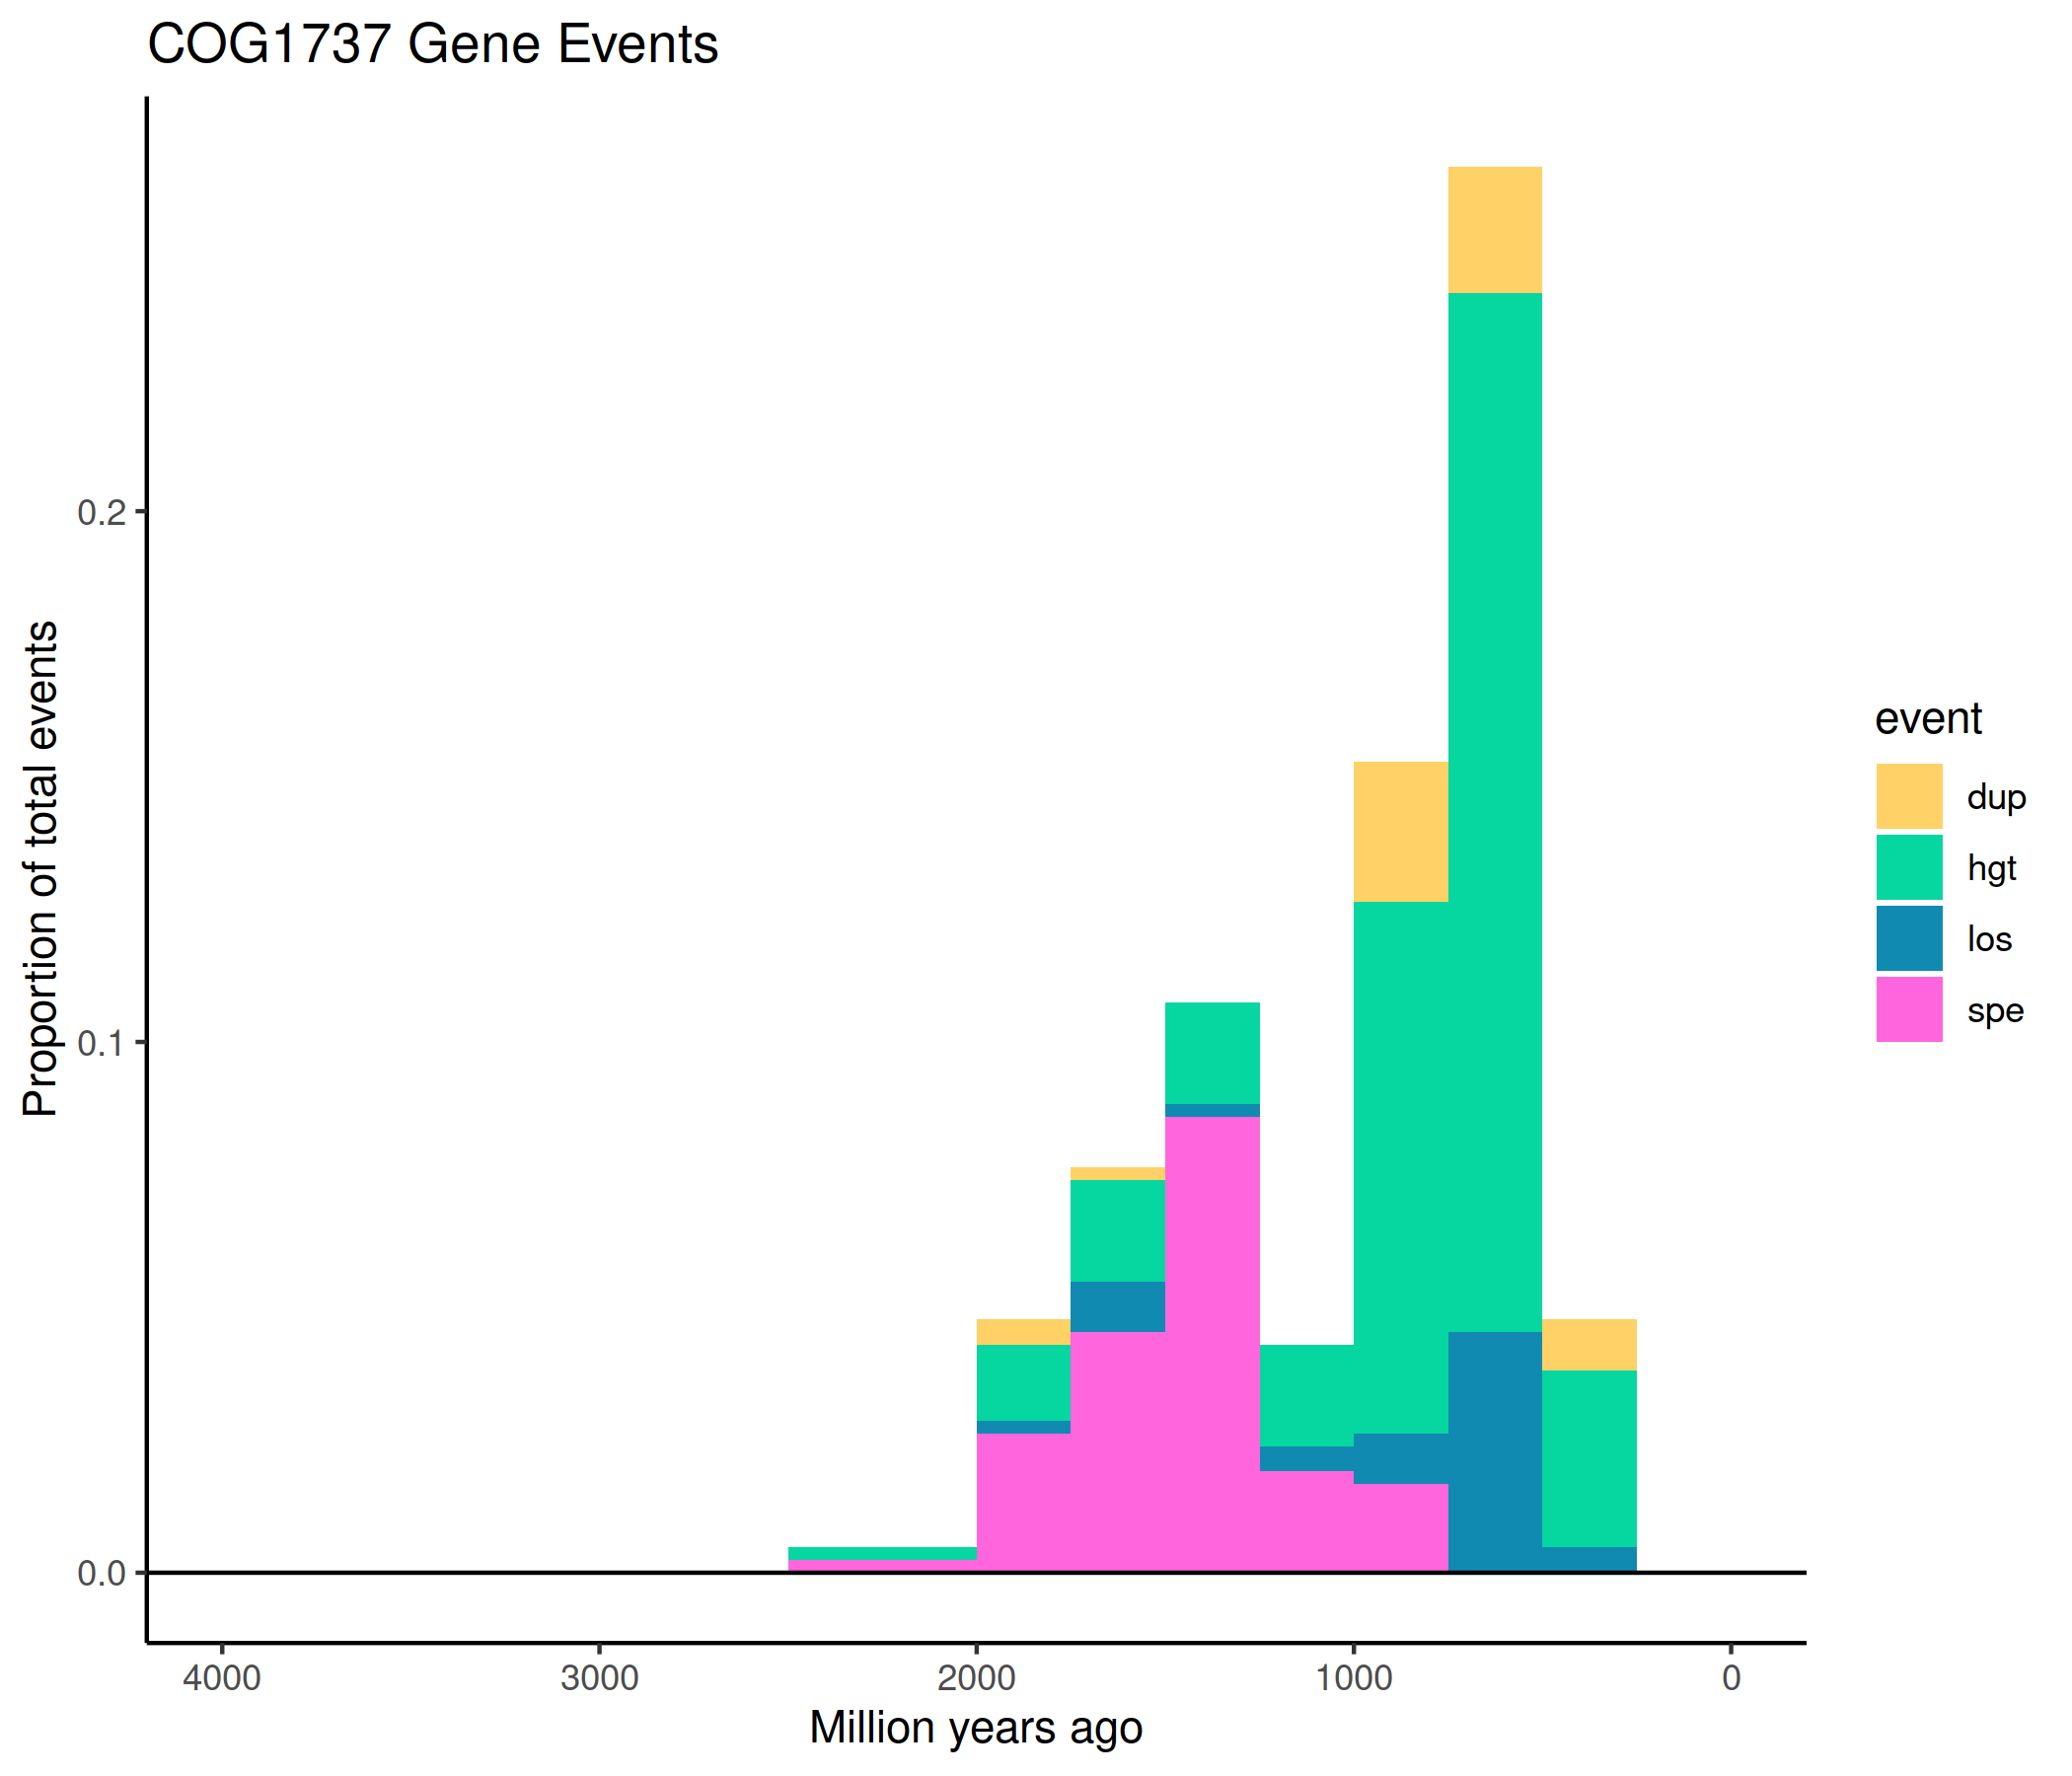 COG1737 Gene Events
Proportion of total events
0.2
0.1
0.0
4000 3000 2000 1000 0
Million years ago
event
dup
hgt
los
spe